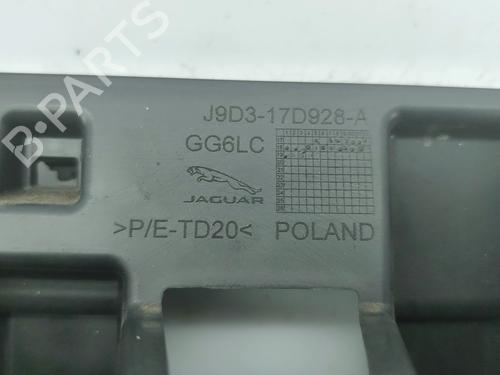 J9D3-17D928-A
GG6LC
JAGUAR
>P/E-TD20< POLAND
B PARTS